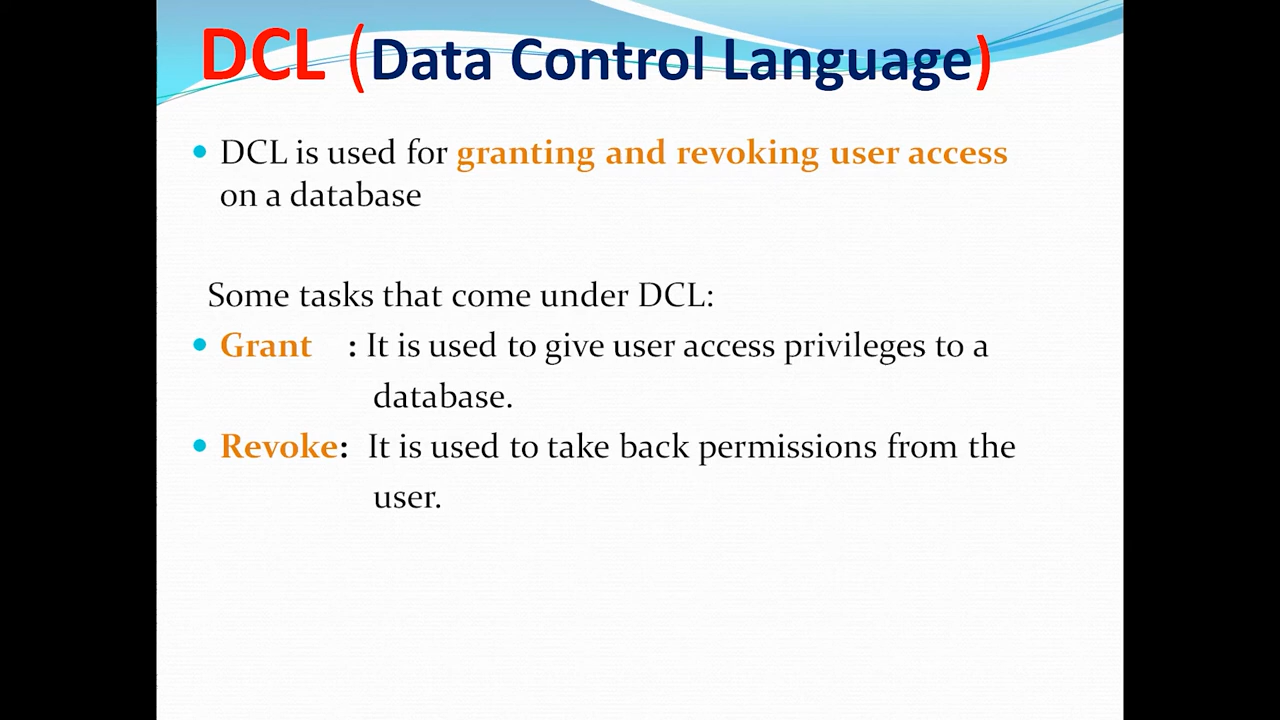 DCL (Data Control Language)
• DCL is used for granting and revoking user access
on a database
Some tasks that come under DCL:
• Grant : It is used to give user access privileges to a
database.
• Revoke: It is used to take back permissions from the
user.